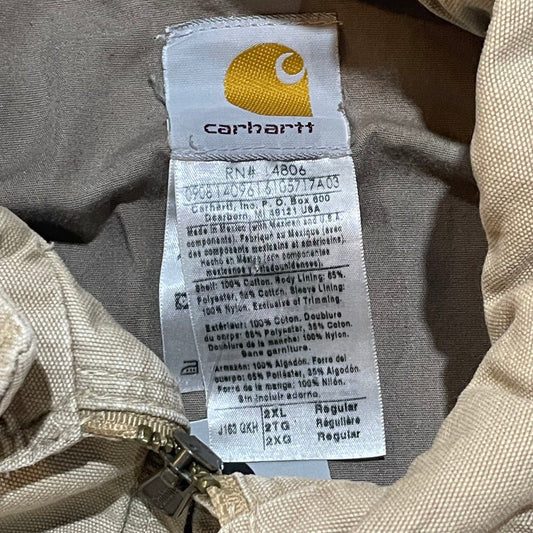 carhartt
RN# 14806
Carhartt, Inc. P. O. Box 600
Dearborn, MI 49121 USA
Made in Mexico (with Mexican and U.S.A.
components). Fabriqué au Mexique (avec
des composants mexicains et américains).
Hecho en México (con componentes
mexicanos y estadounidenses).
Shell: 100% Cotton. Body Lining: 65%
Polyester, Cotton. Sleeve Lining:
100% Nylon. Exclusive of Trimming.
Extérieur: 100% Coton. Doublure
du corps: 65% Polyester, 35% Coton.
Doublure de la manche: 100% Nylon.
Sans garniture.
Armazón: 100% Algodón. Forro del
cuerpo: 65% Poliéster, 35% Algodón
Forro de la manga: 100% Nilón.
Sin incluir adorno.
J163 GKH
2XL Regular
2TG Régulière
2XG Regular